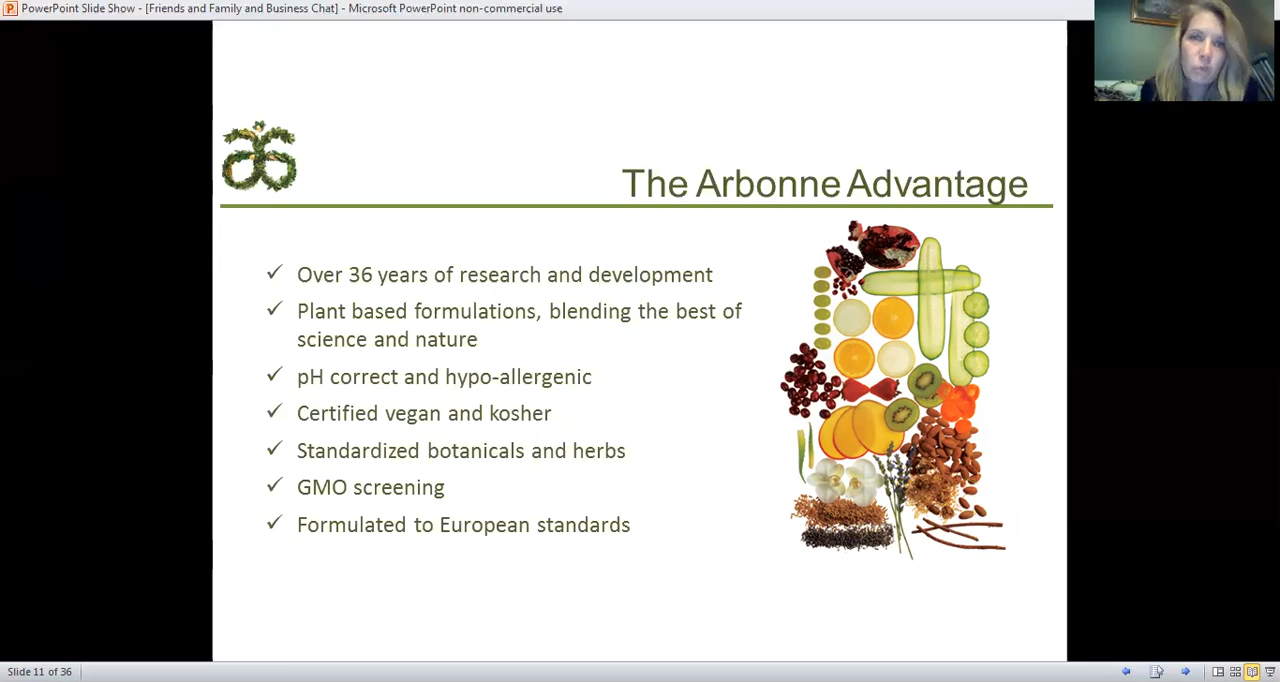 PowerPoint Slide Show - [Friends and Family and Business Chat] - Microsoft PowerPoint non-commercial use
The Arbonne Advantage
✓ Over 36 years of research and development
✓ Plant based formulations, blending the best of
science and nature
✓ pH correct and hypo-allergenic
✓ Certified vegan and kosher
✓ Standardized botanicals and herbs
✓ GMO screening
✓ Formulated to European standards
Slide 11 of 36